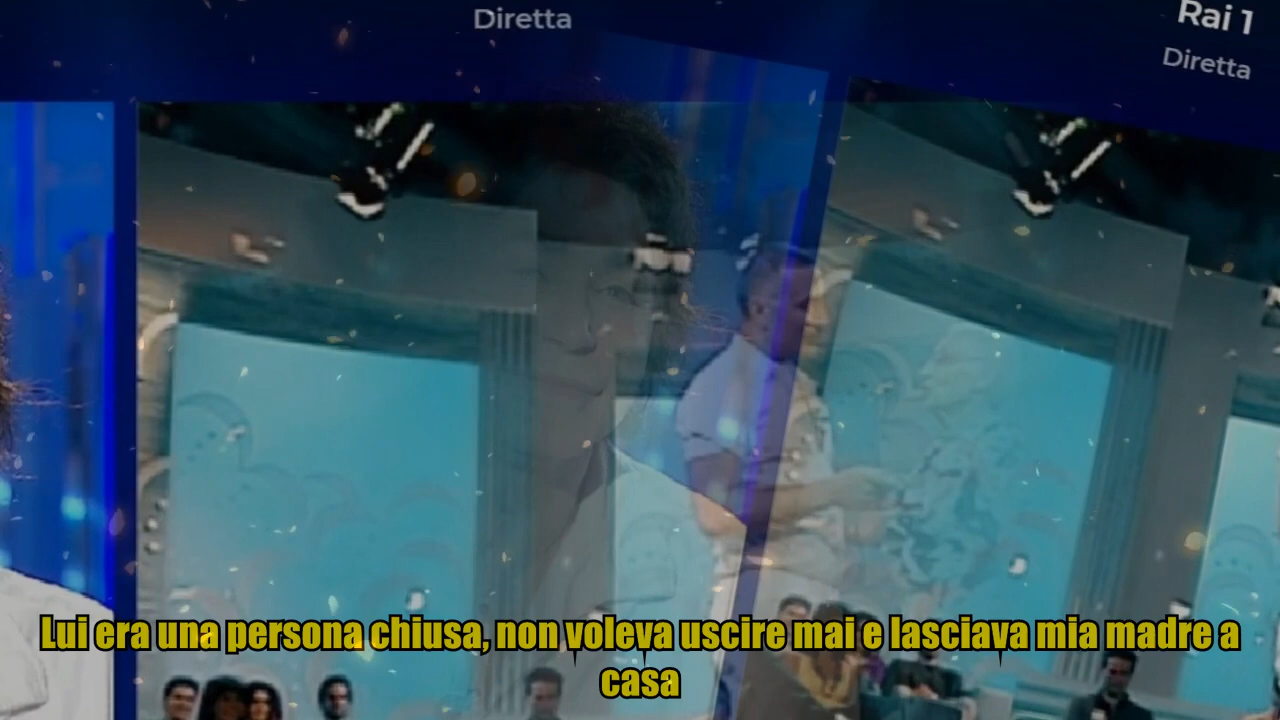 Diretta
Rai 1
Diretta
Lui era una persona chiusa, non voleva uscire mai e lasciava mia madre a
casa